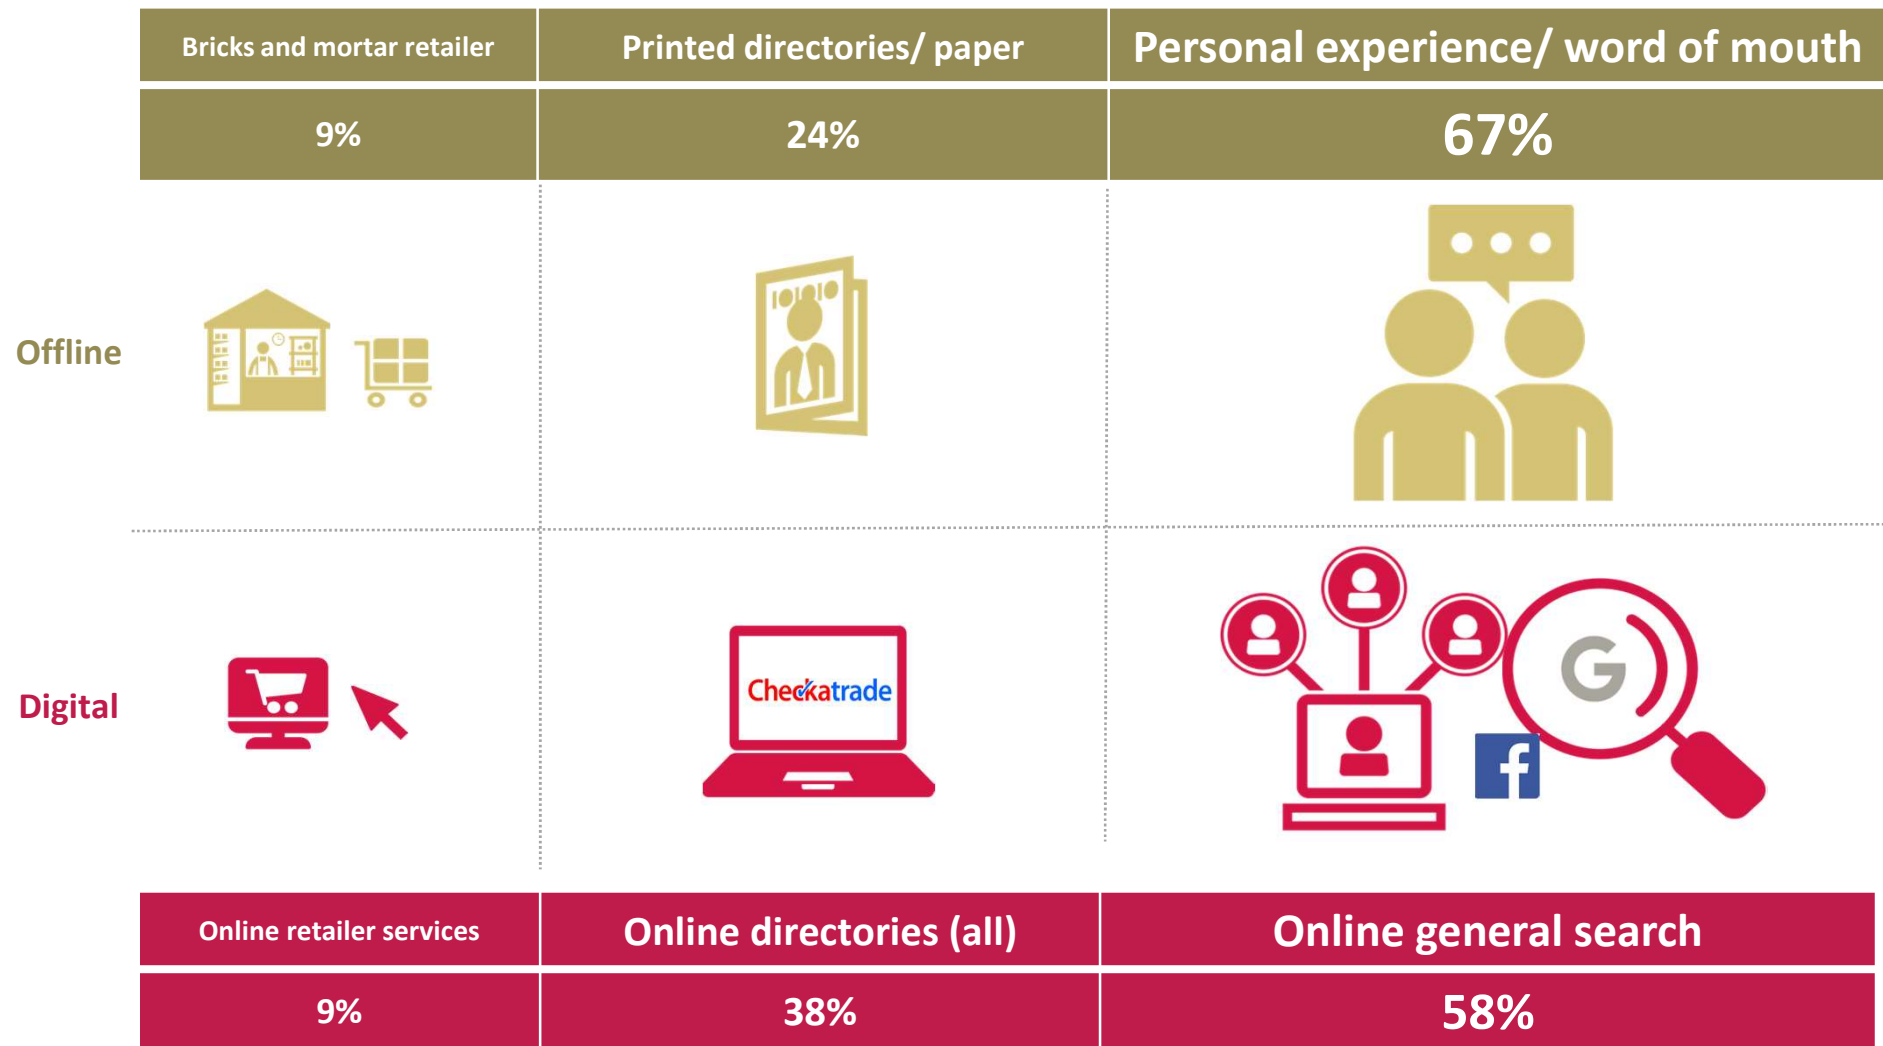 Bricks and mortar retailer
Printed directories/ paper
Personal experience/ word of mouth
9%
24%
67%
Offline
Digital
Checkatrade
G
f
Online retailer services
Online directories (all)
Online general search
9%
38%
58%